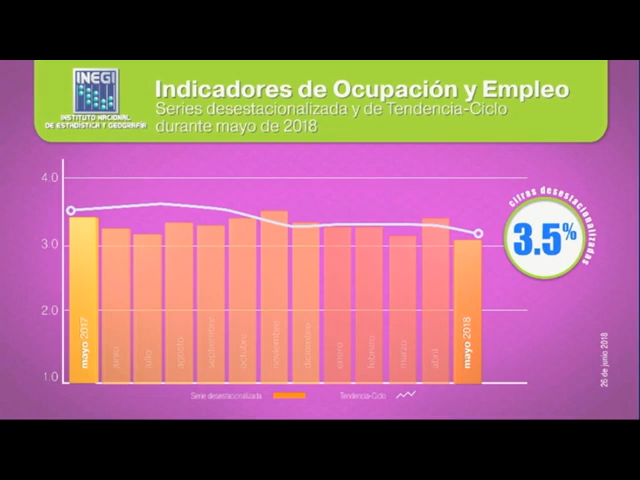 INEGI
INSTITUTO NACIONAL
DE ESTADÍSTICA Y GEOGRAFÍA
Indicadores de Ocupación y Empleo
Series desestacionalizada y de Tendencia-Ciclo
durante mayo de 2018
4.0
3.0
2.0
1.0
mayo 2017
junio
julio
agosto
septiembre
octubre
noviembre
diciembre
enero
febrero
marzo
abril
mayo 2018
cifras desestacionalizadas
3.5%
26 de junio 2018
Serie desestacionalizada
Tendencia-Ciclo